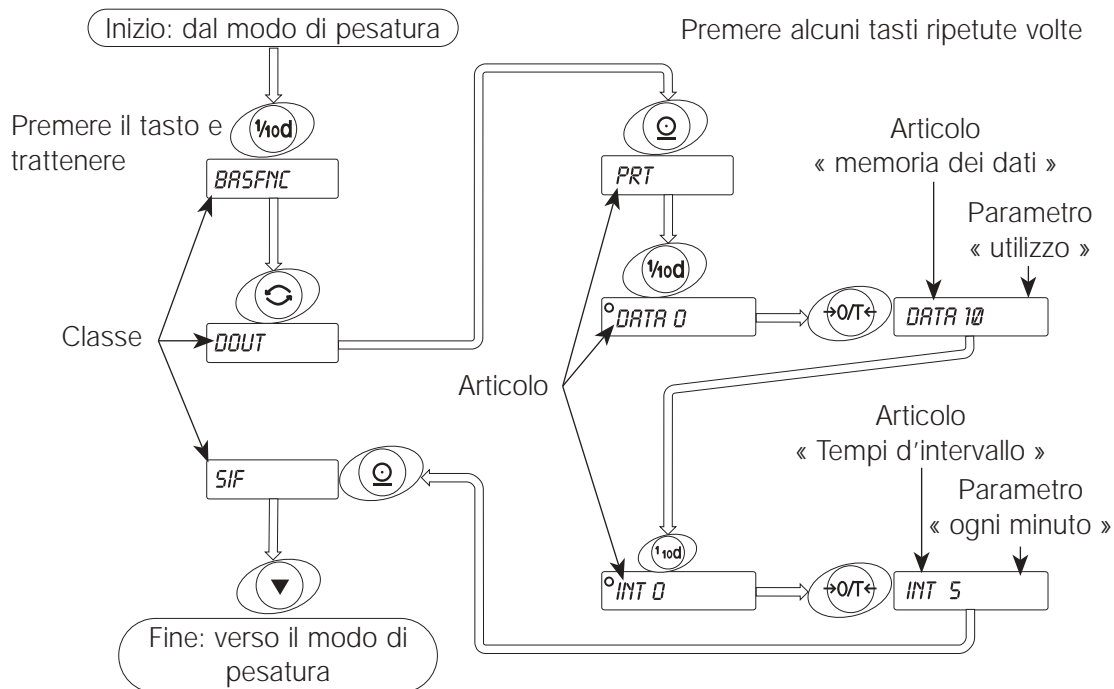 Inizio: dal modo di pesatura
Premere alcuni tasti ripetute volte
Premere il tasto e
trattenere
1/10d
BASFNC
DOUT
Classe
SIF
Fine: verso il modo di
pesatura
PRT
1/10d
DATA 0
→0/T←
DATA 10
Articolo
« memoria dei dati »
Parametro
« utilizzo »
Articolo
1 10d
INT 0
→0/T←
INT 5
Articolo
« Tempi d'intervallo »
Parametro
« ogni minuto »